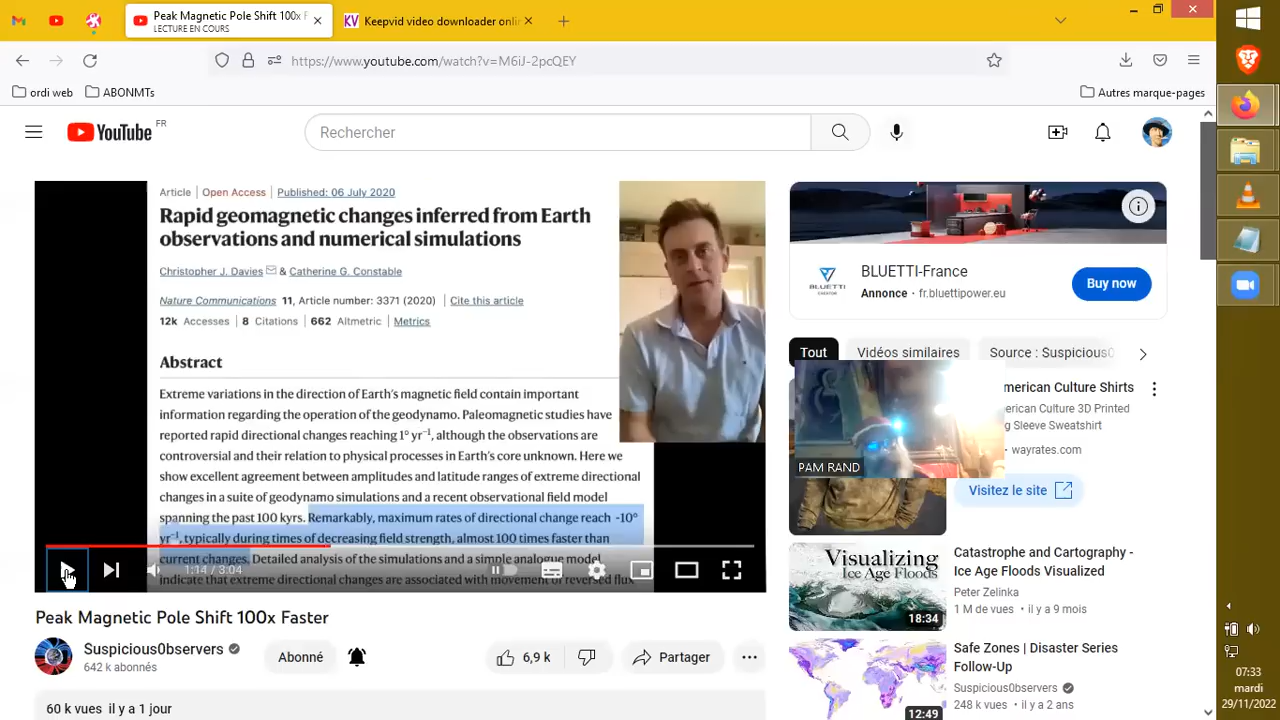 Peak Magnetic Pole Shift 100x F
LECTURE EN COURS
Keepvid video downloader onli
https://www.youtube.com/watch?v=M6iJ-2pcQEY
ordi web
ABONMTs
Autres marque-pages
YouTube FR
Rechercher
Article Open Access Published: 06 July 2020
Rapid geomagnetic changes inferred from Earth
observations and numerical simulations
Christopher J. Davies & Catherine G. Constable
Nature Communications 11, Article number: 3371 (2020) Cite this article
12k Accesses 8 Citations 662 Altmetric Metrics
Abstract
Extreme variations in the direction of Earth's magnetic field contain important
information regarding the operation of the geodynamo. Paleomagnetic studies have
reported rapid directional changes reaching 1° yr⁻¹, although the observations are
controversial and their relation to physical processes in Earth's core unknown. Here we
show excellent agreement between amplitudes and latitude ranges of extreme directional
changes in a suite of geodynamo simulations and a recent observational field model
spanning the past 100 kyrs. Remarkably, maximum rates of directional change reach ~10°
yr⁻¹, typically during times of decreasing field strength, almost 100 times faster than
current changes. Detailed analysis of the simulations and a simple analogue model
indicate that extreme directional changes are associated with movement of reversed flux
1:14 / 3:04
Peak Magnetic Pole Shift 100x Faster
Suspicious0bservers
642 k abonnés
Abonné
6,9 k
Partager
60 k vues il y a 1 jour
BLUETTI
BLUETTI-France
Annonce • fr.bluettipower.eu
Buy now
Tout
Vidéos similaires
Source : Suspicious0
merican Culture Shirts
erican Culture 3D Printed
g Sleeve Sweatshirt
wayrates.com
PAM RAND
Visitez le site
Visualizing
Ice Age Floods
18:34
Catastrophe and Cartography -
Ice Age Floods Visualized
Peter Zelinka
1 M de vues • il y a 9 mois
Safe Zones | Disaster Series
Follow-Up
Suspicious0bservers
248 k vues • il y a 2 ans
12:49
07:33
mardi
29/11/2022